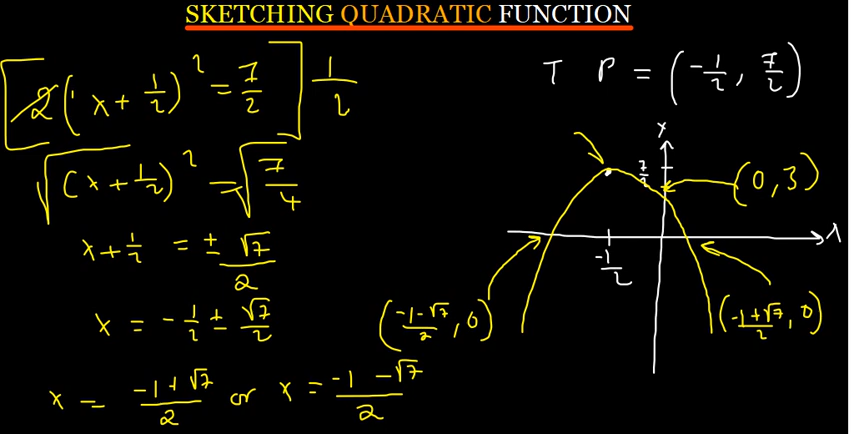 SKETCHING QUADRATIC FUNCTION
[2(x + 1/2)² = 7/2] 1/2
√(x + 1/2)² = √7/4
x + 1/2 = ± √7/2
x = - 1/2 ± √7/2
x = -1 + √7/2 or x = -1 - √7/2
T P = (-1/2, 7/2)
7/2
(0, 3)
-1/2
(-1-√7/2, 0)
(-1+√7/2, 0)